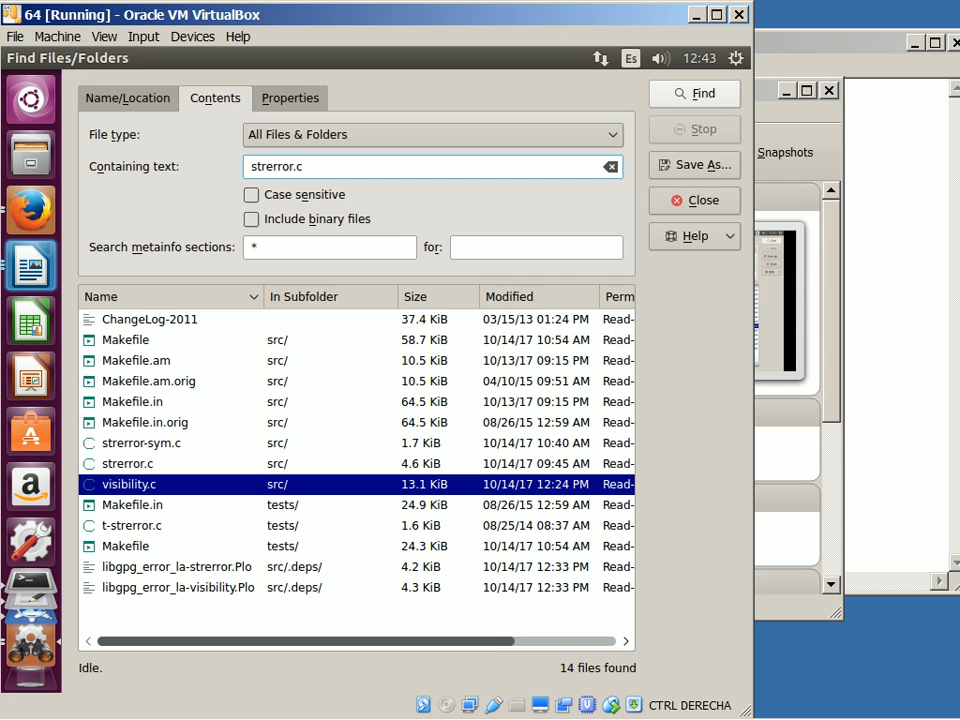 64 [Running] - Oracle VM VirtualBox
File Machine View Input Devices Help
Find Files/Folders Es 12:43
Name/Location Contents Properties Find
File type: All Files & Folders Stop
Containing text: strerror.c Save As...
Case sensitive
Include binary files Close
Search metainfo sections: * for: Help
Snapshots
Name In Subfolder Size Modified Perm
ChangeLog-2011 37.4 KiB 03/15/13 01:24 PM Read-
Makefile src/ 58.7 KiB 10/14/17 10:54 AM Read-
Makefile.am src/ 10.5 KiB 10/13/17 09:15 PM Read-
Makefile.am.orig src/ 10.5 KiB 04/10/15 09:51 AM Read-
Makefile.in src/ 64.5 KiB 10/13/17 09:15 PM Read-
Makefile.in.orig src/ 64.5 KiB 08/26/15 12:59 AM Read-
strerror-sym.c src/ 1.7 KiB 10/14/17 10:40 AM Read-
strerror.c src/ 4.6 KiB 10/14/17 09:45 AM Read-
visibility.c src/ 13.1 KiB 10/14/17 12:24 PM Read-
Makefile.in tests/ 24.9 KiB 08/26/15 12:59 AM Read-
t-strerror.c tests/ 1.6 KiB 08/25/14 08:37 AM Read-
Makefile tests/ 24.3 KiB 10/14/17 10:54 AM Read-
libgpg_error_la-strerror.Plo src/.deps/ 4.2 KiB 10/14/17 12:33 PM Read-
libgpg_error_la-visibility.Plo src/.deps/ 4.3 KiB 10/14/17 12:33 PM Read-
Idle. 14 files found
CTRL DERECHA